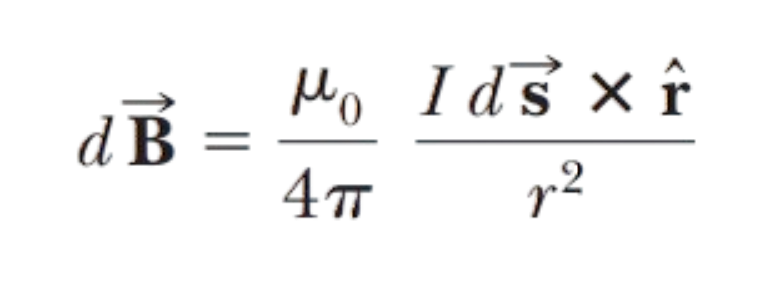 d𝐁⃗ = μ₀/4π I d𝐬⃗ × 𝐫̂/r²